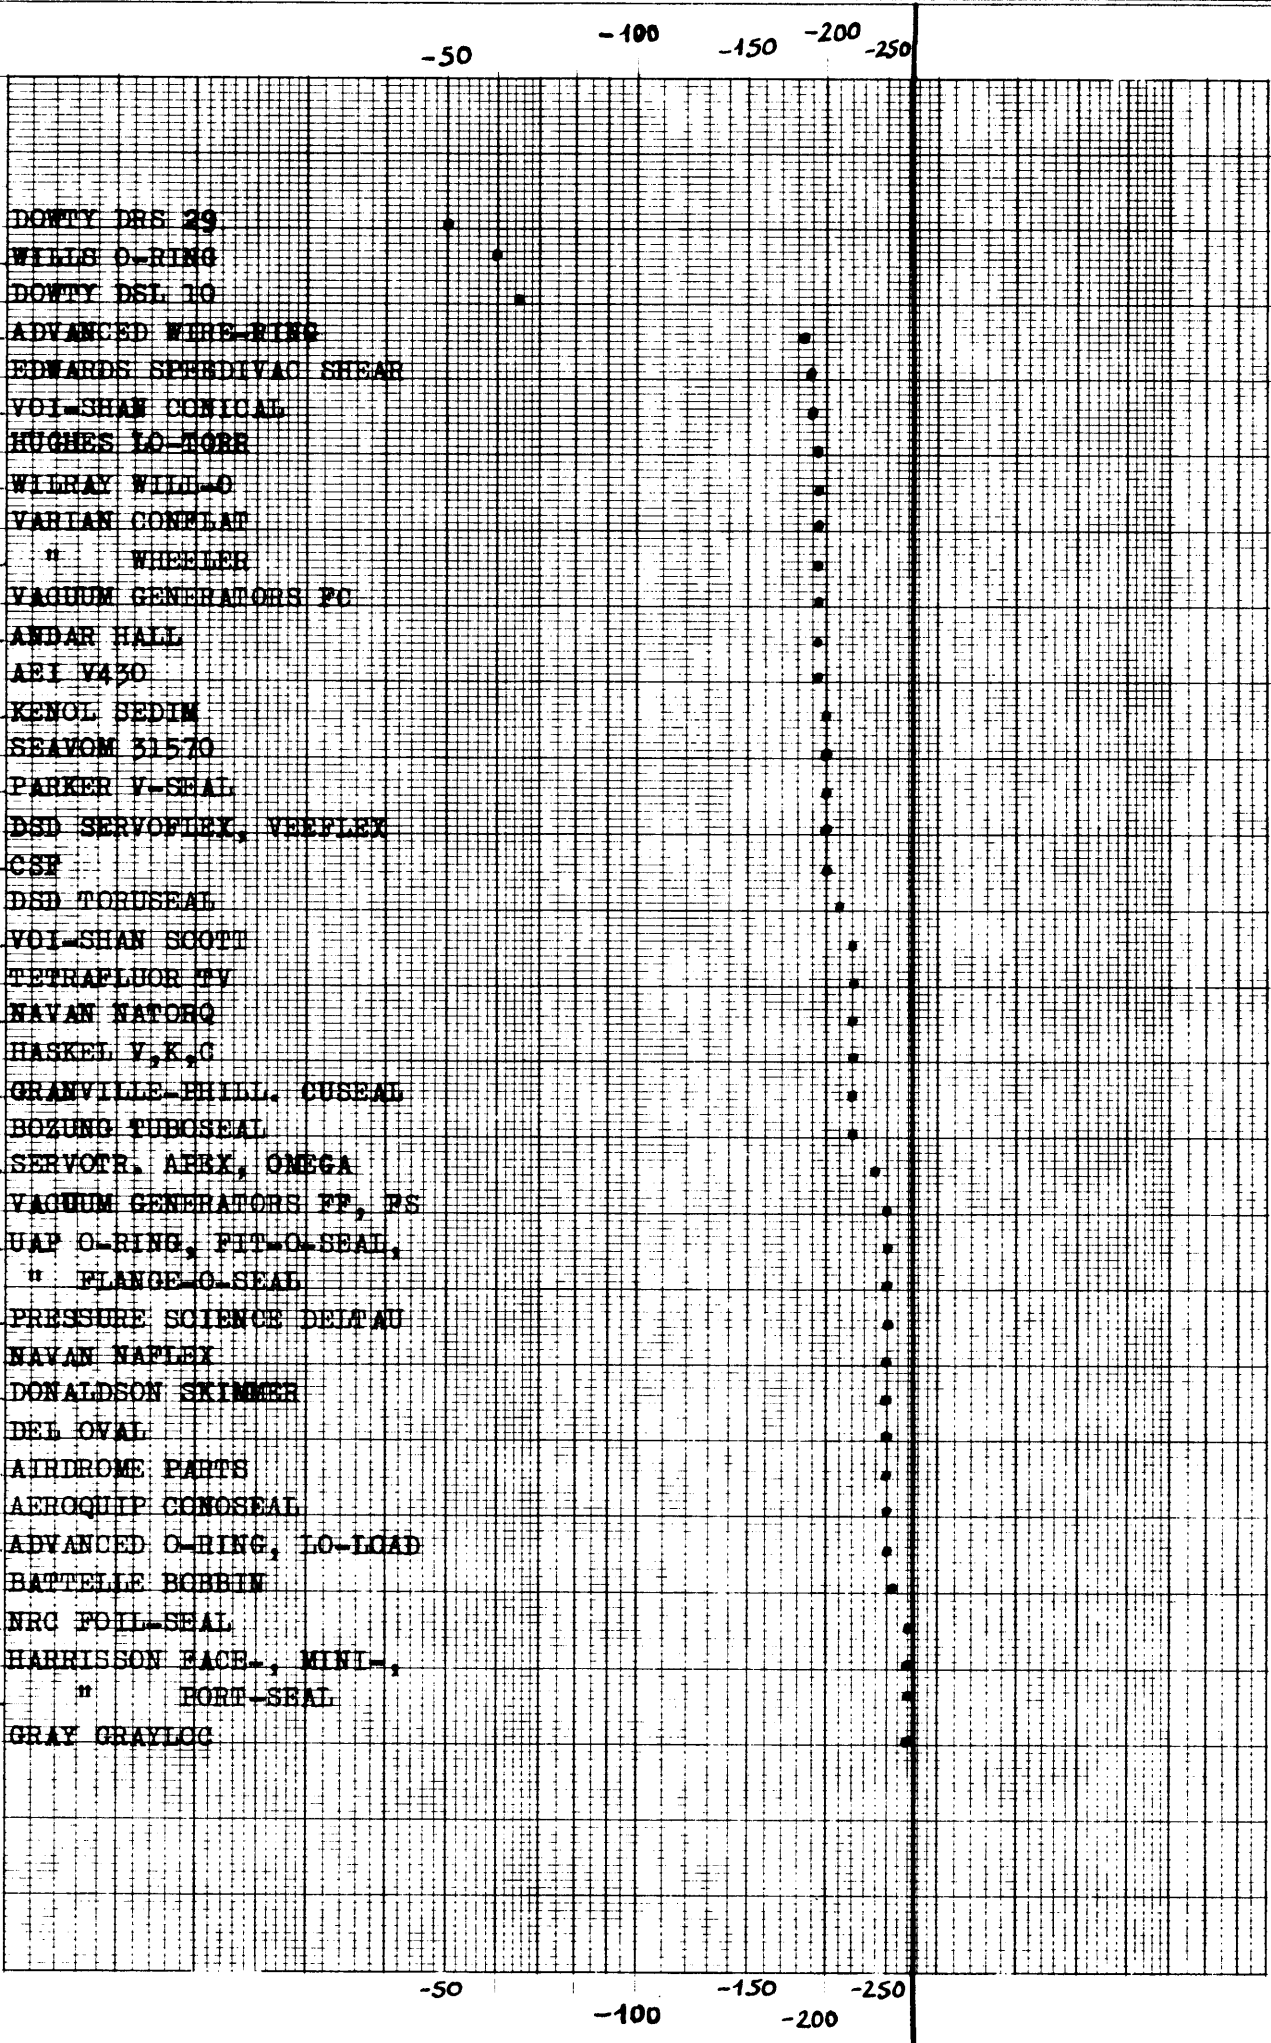 -50 -100 -150 -200 -250
DOWTY DRS 29
WILLS O-RING
DOWTY DSL 10
ADVANCED WIRE-RING
EDWARDS SPEEDIVAC SHEAR
VOI-SHAN CONICAL
HUGHES LO-TORR
WILRAY WILL-O
VARIAN CONFLAT
" WHEELER
VACUUM GENERATORS FC
ANDAR HALL
AEI V430
KENOL SEDIM
SEAVOM 31570
PARKER V-SEAL
DSD SERVOFLEX, VEEFLEX
CSF
DSD TORUSEAL
VOI-SHAN SCOTT
TETRAFLUOR TV
NAVAN NATORQ
HASKEL V,K,C
GRANVILLE-PHILL. CUSEAL
BOZUNG TUBOSEAL
SERVOTR. APEX, OMEGA
VACUUM GENERATORS FF, FS
UAP O-RING, FIT-O-SEAL,
" FLANGE-O-SEAL
PRESSURE SCIENCE DELTAU
NAVAN NAFLEX
DONALDSON SKIMMER
DEL OVAL
AIRDROME PARTS
AEROQUIP CONOSEAL
ADVANCED O-RING, LO-LOAD
BATTELLE BOBBIN
NRC FOIL-SEAL
HARRISSON FACE-, MINI-,
" PORT-SEAL
GRAY GRAYLOC
-50 -100 -150 -200 -250